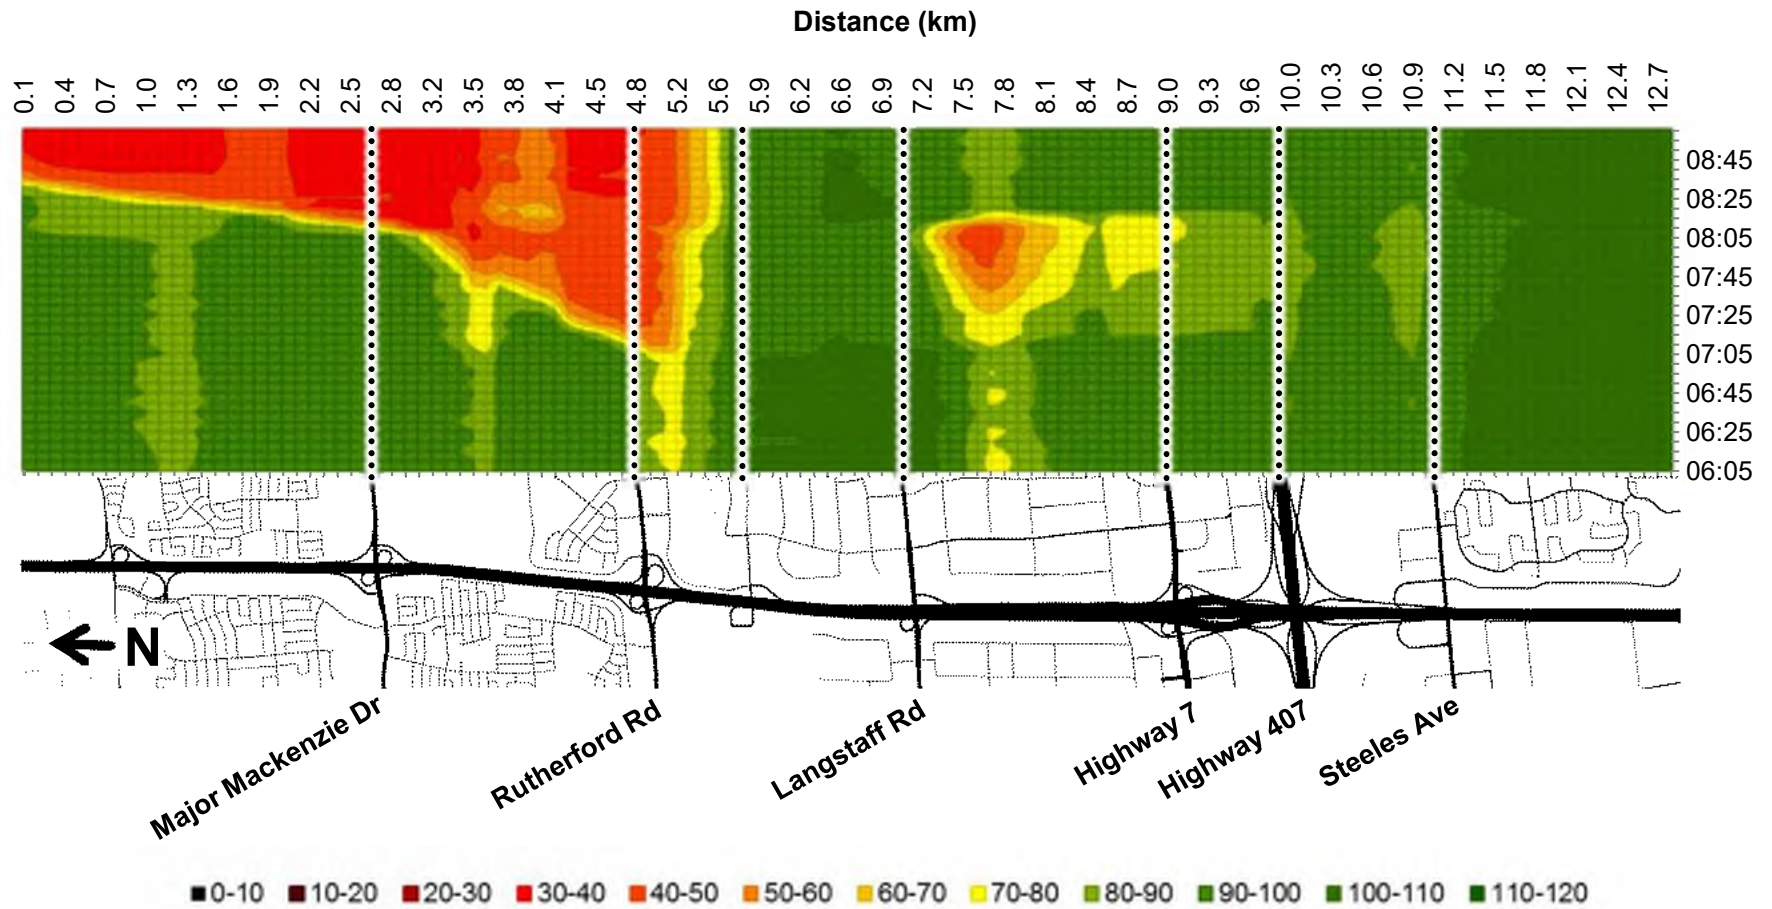 Distance (km)
0.1 0.4 0.7 1.0 1.3 1.6 1.9 2.2 2.5 2.8 3.2 3.5 3.8 4.1 4.5 4.8 5.2 5.6 5.9 6.2 6.6 6.9 7.2 7.5 7.8 8.1 8.4 8.7 9.0 9.3 9.6 10.0 10.3 10.6 10.9 11.2 11.5 11.8 12.1 12.4 12.7
08:45
08:25
08:05
07:45
07:25
07:05
06:45
06:25
06:05
N
Major Mackenzie Dr
Rutherford Rd
Langstaff Rd
Highway 7
Highway 407
Steeles Ave
0-10 10-20 20-30 30-40 40-50 50-60 60-70 70-80 80-90 90-100 100-110 110-120